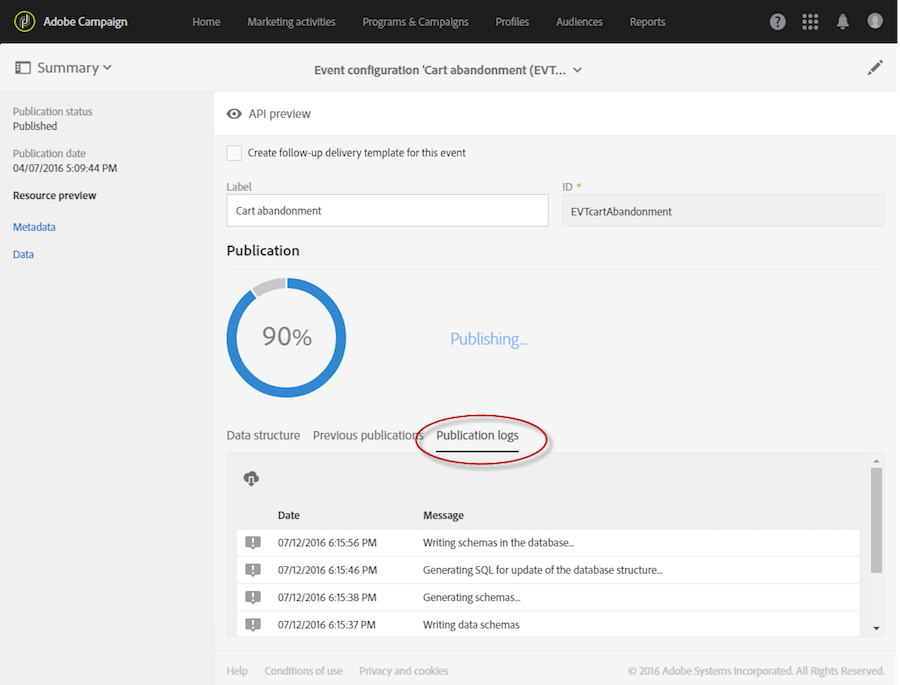 Adobe Campaign Home Marketing activities Programs & Campaigns Profiles Audiences Reports ?
Summary
Event configuration 'Cart abandonment (EVT...
Publication status
Published
Publication date
04/07/2016 5:09:44 PM
Resource preview
Metadata
Data
API preview
Create follow-up delivery template for this event
Label
Cart abandonment
ID *
EVTcartAbandonment
Publication
90%
Publishing...
Data structure Previous publications Publication logs
Date Message
07/12/2016 6:15:56 PM Writing schemas in the database...
07/12/2016 6:15:46 PM Generating SQL for update of the database structure...
07/12/2016 6:15:38 PM Generating schemas...
07/12/2016 6:15:37 PM Writing data schemas
Help Conditions of use Privacy and cookies © 2016 Adobe Systems Incorporated. All Rights Reserved.